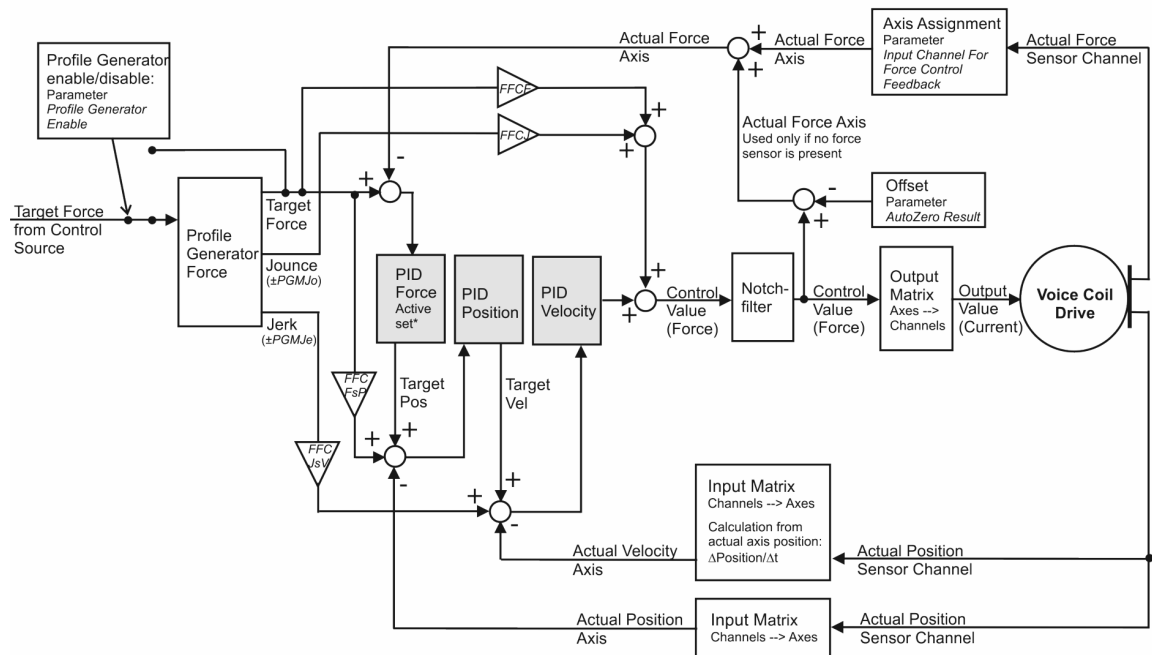 Profile Generator
enable/disable:
Parameter
Profile Generator
Enable
Target Force
from Control
Source
Profile
Generator
Force
Target
Force
Jounce
(±PGMJo)
Jerk
(±PGMJe)
Actual Force
Axis
-
+
FFCF
FFCJ
+
+
+
+
Actual Force
Axis
Axis Assignment
Parameter
Input Channel For
Force Control
Feedback
Actual Force
Sensor Channel
Actual Force Axis
Used only if no force
sensor is present
-
+
Offset
Parameter
AutoZero Result
PID
Force
Active
set*
PID
Position
PID
Velocity
+
+
Control
Value
(Force)
Notch-
filter
Control
Value
(Force)
Output
Matrix
Axes -->
Channels
Output
Value
(Current)
Voice Coil
Drive
FFC
FsP
FFC
JsV
Target
Pos
Target
Vel
+
+
-
+
+
-
Input Matrix
Channels --> Axes
Calculation from
actual axis position:
ΔPosition/Δt
Actual Velocity
Axis
Actual Position
Sensor Channel
Actual Position
Axis
Input Matrix
Channels --> Axes
Actual Position
Sensor Channel